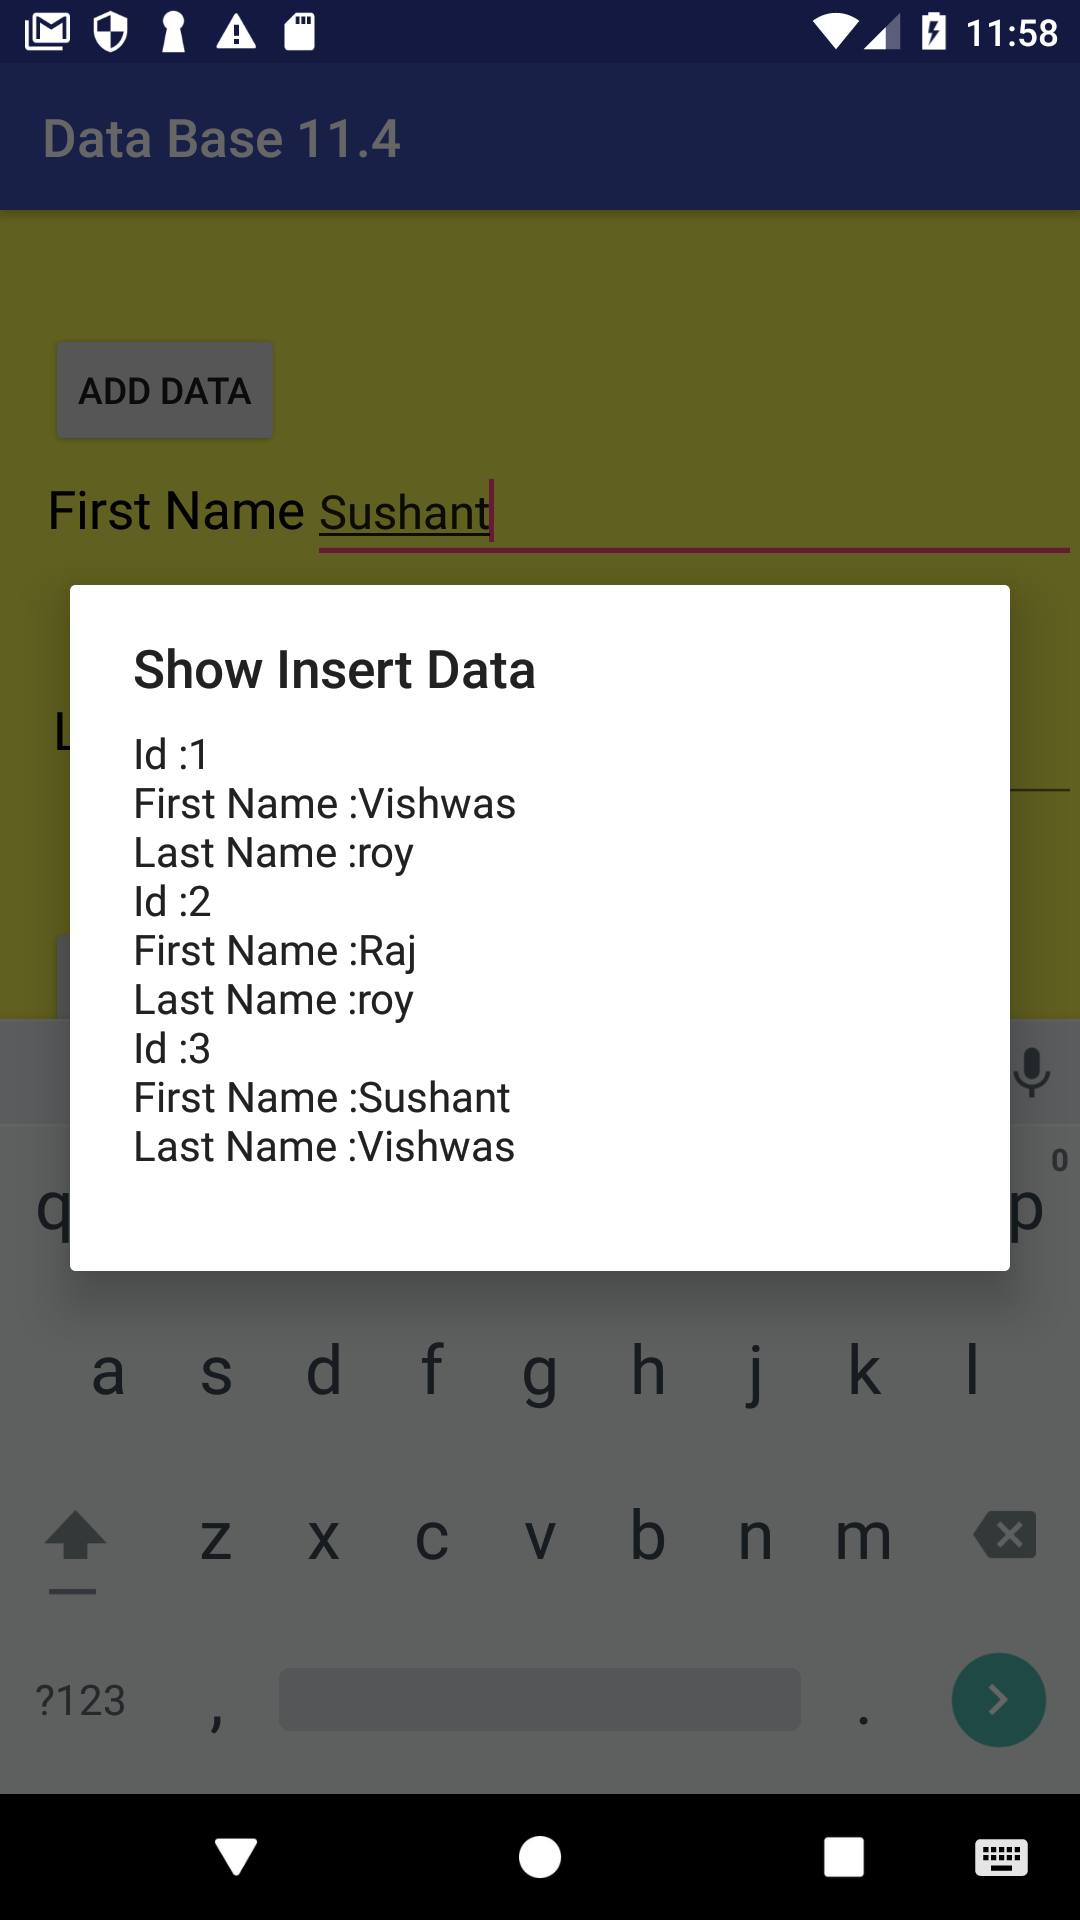 11:58
Data Base 11.4
ADD DATA
First Name Sushant
L
Show Insert Data
Id :1
First Name :Vishwas
Last Name :roy
Id :2
First Name :Raj
Last Name :roy
Id :3
First Name :Sushant
Last Name :Vishwas
0
q p
a s d f g h j k l
z x c v b n m
?123 , .